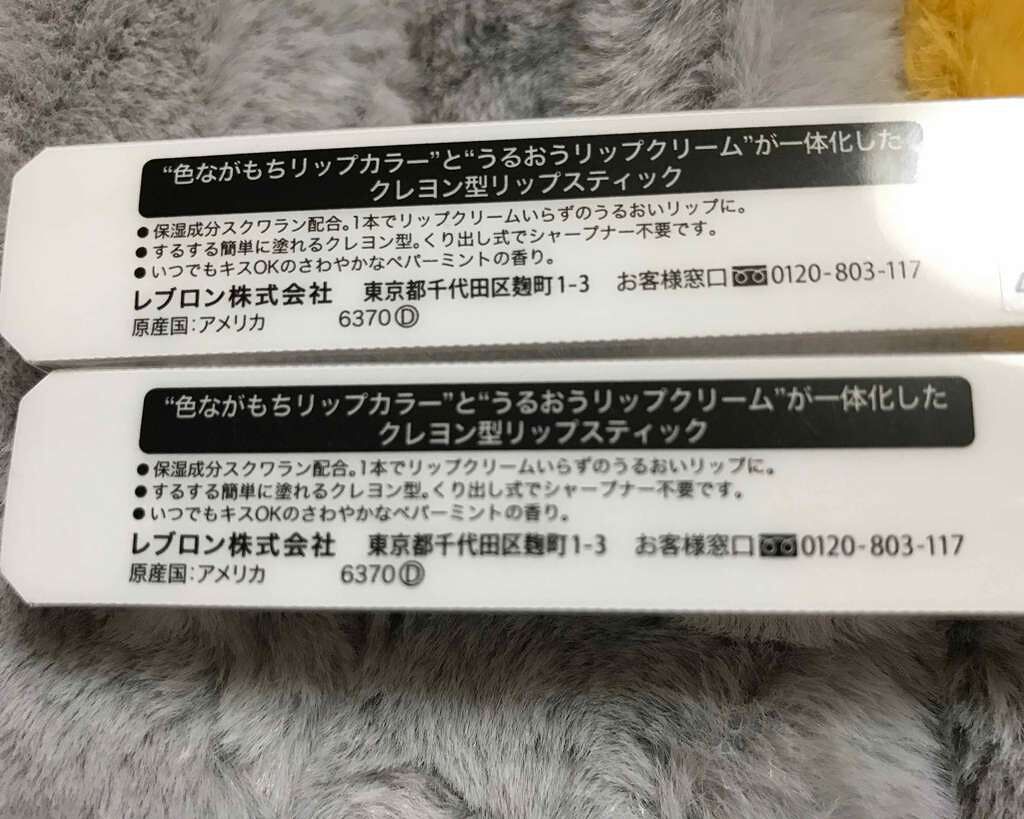 “色ながもちリップカラー”と“うるおうリップクリーム”が一体化した
クレヨン型リップスティック
●保湿成分スクワラン配合。1本でリップクリームいらずのうるおいリップに。
●するする簡単に塗れるクレヨン型。くり出し式でシャープナー不要です。
●いつでもキスOKのさわやかなペパーミントの香り。
レブロン株式会社 東京都千代田区麹町1-3 お客様窓口 0120-803-117
原産国:アメリカ 6370Ⓓ
“色ながもちリップカラー”と“うるおうリップクリーム”が一体化した
クレヨン型リップスティック
●保湿成分スクワラン配合。1本でリップクリームいらずのうるおいリップに。
●するする簡単に塗れるクレヨン型。くり出し式でシャープナー不要です。
●いつでもキスOKのさわやかなペパーミントの香り。
レブロン株式会社 東京都千代田区麹町1-3 お客様窓口 0120-803-117
原産国:アメリカ 6370Ⓓ